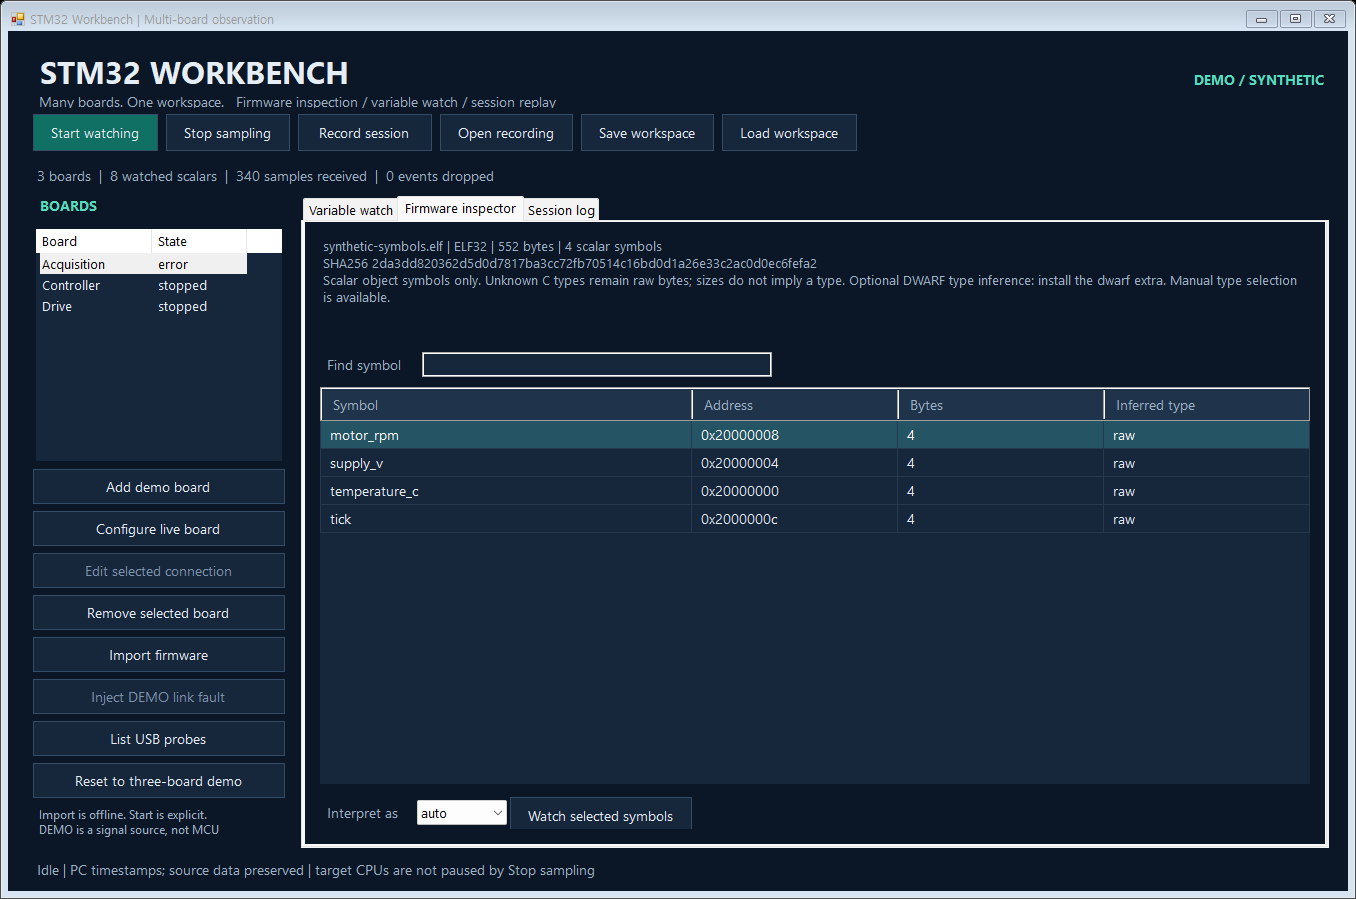 STM32 Workbench | Multi-board observation
STM32 WORKBENCH
DEMO / SYNTHETIC
Many boards. One workspace. Firmware inspection / variable watch / session replay
Start watching
Stop sampling
Record session
Open recording
Save workspace
Load workspace
3 boards | 8 watched scalars | 340 samples received | 0 events dropped
BOARDS
Board State
Acquisition error
Controller stopped
Drive stopped
Add demo board
Configure live board
Edit selected connection
Remove selected board
Import firmware
Inject DEMO link fault
List USB probes
Reset to three-board demo
Import is offline. Start is explicit.
DEMO is a signal source, not MCU
Variable watch
Firmware inspector
Session log
synthetic-symbols.elf | ELF32 | 552 bytes | 4 scalar symbols
SHA256 2da3dd820362d5d0d7817ba3cc72fb70514c16bd0d1a26e33c2ac0d0ec6fefa2
Scalar object symbols only. Unknown C types remain raw bytes; sizes do not imply a type. Optional DWARF type inference: install the dwarf extra. Manual type selection
is available.
Find symbol
Symbol Address Bytes Inferred type
motor_rpm 0x20000008 4 raw
supply_v 0x20000004 4 raw
temperature_c 0x20000000 4 raw
tick 0x2000000c 4 raw
Interpret as
auto
Watch selected symbols
Idle | PC timestamps; source data preserved | target CPUs are not paused by Stop sampling